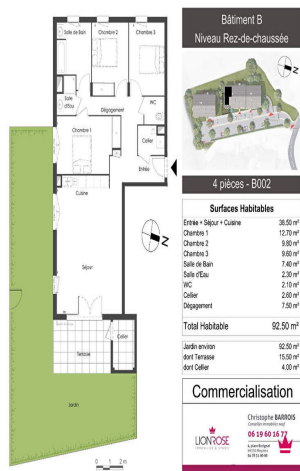 Salle de Bain
Chambre 2
Chambre 3
Salle d'eau
WC
Dégagement
Chambre 1
Cellier
Entrée
Cuisine
N
Séjour
Cellier
Terrasse
Jardin
0 1 2 m
Bâtiment B
Niveau Rez-de-chaussée
N
4 pièces - B002
Surfaces Habitables
Entrée + Séjour + Cuisine 38.50 m²
Chambre 1 12.70 m²
Chambre 2 9.80 m²
Chambre 3 9.60 m²
Salle de Bain 7.40 m²
Salle d'Eau 2.30 m²
WC 2.10 m²
Cellier 2.60 m²
Dégagement 7.50 m²
Total Habitable 92.50 m²
Jardin environ 92.50 m²
dont Terrasse 15.50 m²
dont Cellier 4.00 m²
Commercialisation
LIONROSE
Christophe BARROIS
Conseiller immobilier neuf
06 19 60 16 77